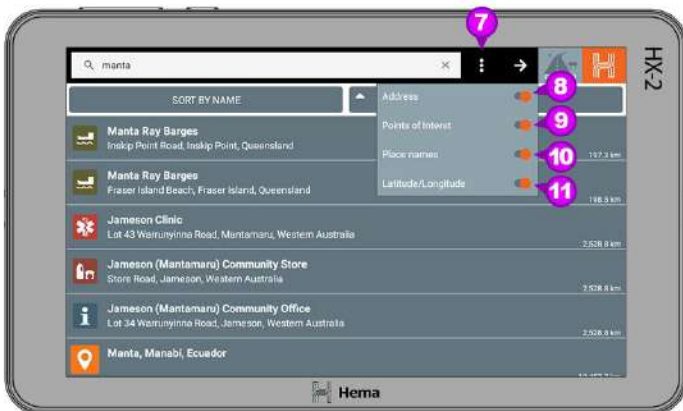 7
manta
×
HX-2
SORT BY NAME
Address
8
Points of Interest
9
Place names
10
Latitude/Longitude
11
Manta Ray Barges
Inskip Point Road, Inskip Point, Queensland
197.3 km
Manta Ray Barges
Fraser Island Beach, Fraser Island, Queensland
198.5 km
Jameson Clinic
Lot 43 Warrunyinna Road, Mantamaru, Western Australia
2,528.8 km
Jameson (Mantamaru) Community Store
Store Road, Jameson, Western Australia
2,528.8 km
Jameson (Mantamaru) Community Office
Lot 34 Warrunyinna Road, Jameson, Western Australia
2,528.8 km
Manta, Manabí, Ecuador
Hema